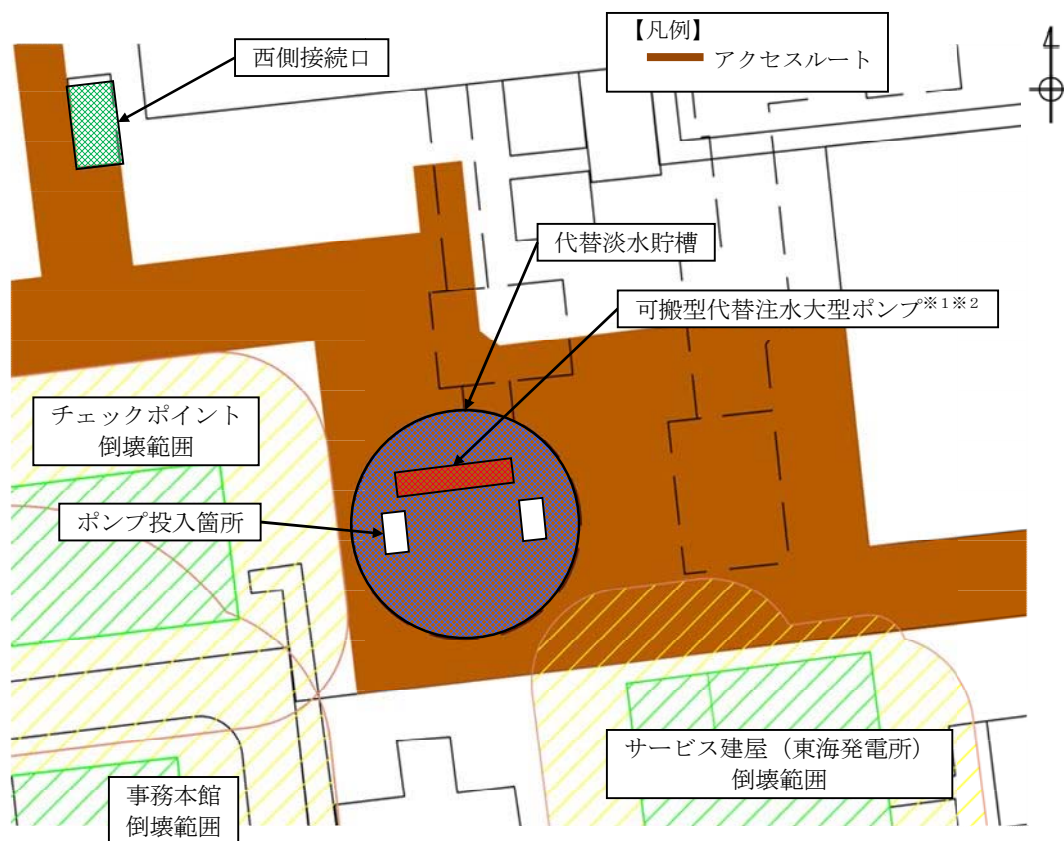 【凡例】
アクセスルート
西側接続口
代替淡水貯槽
可搬型代替注水大型ポンプ※1※2
チェックポイント
倒壊範囲
ポンプ投入箇所
サービス建屋（東海発電所）
倒壊範囲
事務本館
倒壊範囲